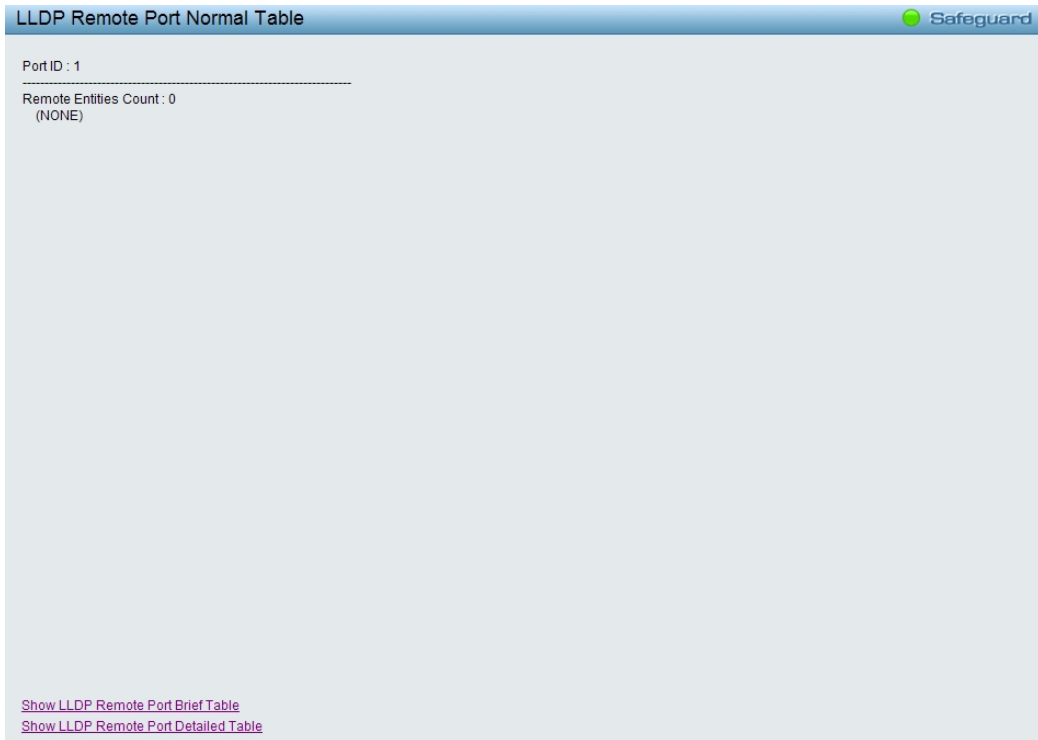 LLDP Remote Port Normal Table
Safeguard
Port ID : 1
--------------------------------------------------------------------------------
Remote Entities Count : 0
(NONE)
Show LLDP Remote Port Brief Table
Show LLDP Remote Port Detailed Table